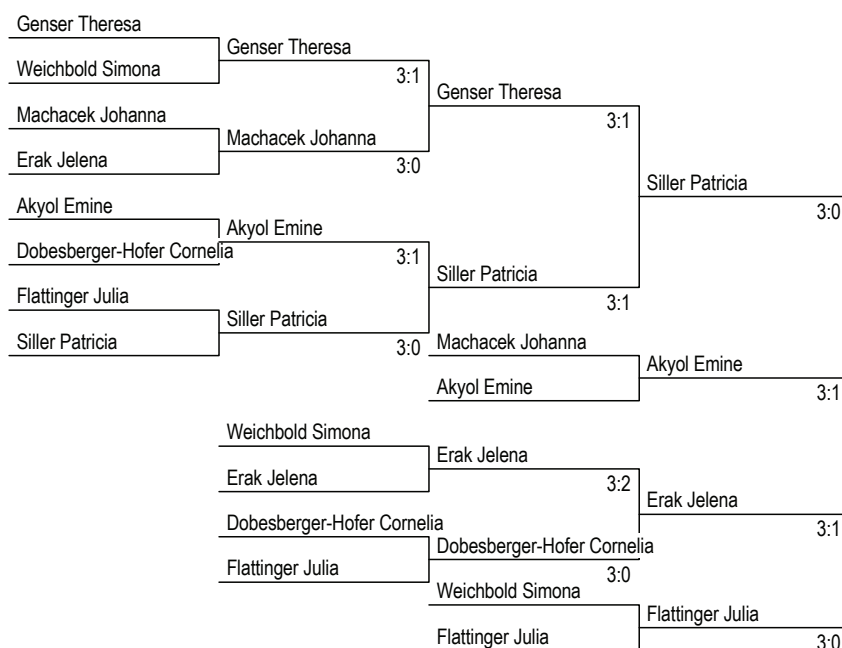 Genser Theresa
Genser Theresa
Weichbold Simona
3:1
Genser Theresa
Machacek Johanna
3:1
Machacek Johanna
Erak Jelena
3:0
Siller Patricia
Akyol Emine
3:0
Akyol Emine
Dobesberger-Hofer Cornelia
3:1
Siller Patricia
Flattinger Julia
3:1
Siller Patricia
Siller Patricia
3:0
Machacek Johanna
Akyol Emine
Akyol Emine
3:1
Weichbold Simona
Erak Jelena
Erak Jelena
3:2
Erak Jelena
Dobesberger-Hofer Cornelia
3:1
Dobesberger-Hofer Cornelia
Flattinger Julia
3:0
Weichbold Simona
Flattinger Julia
Flattinger Julia
3:0